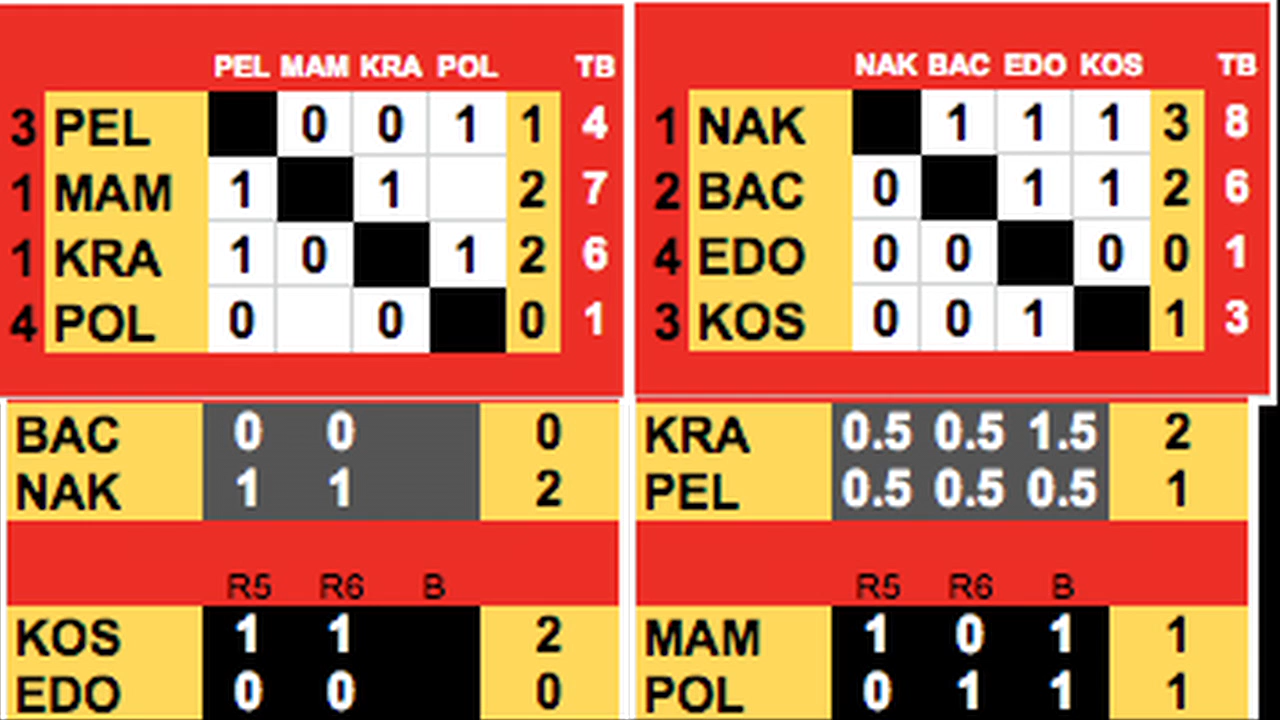 PEL MAM KRA POL TB
3 PEL 0 0 1 1 4
1 MAM 1 1 2 7
1 KRA 1 0 1 2 6
4 POL 0 0 0 1
NAK BAC EDO KOS TB
1 NAK 1 1 1 3 8
2 BAC 0 1 1 2 6
4 EDO 0 0 0 0 1
3 KOS 0 0 1 1 3
BAC 0 0 0
NAK 1 1 2
R5 R6 B
KOS 1 1 2
EDO 0 0 0
KRA 0.5 0.5 1.5 2
PEL 0.5 0.5 0.5 1
R5 R6 B
MAM 1 0 1 1
POL 0 1 1 1